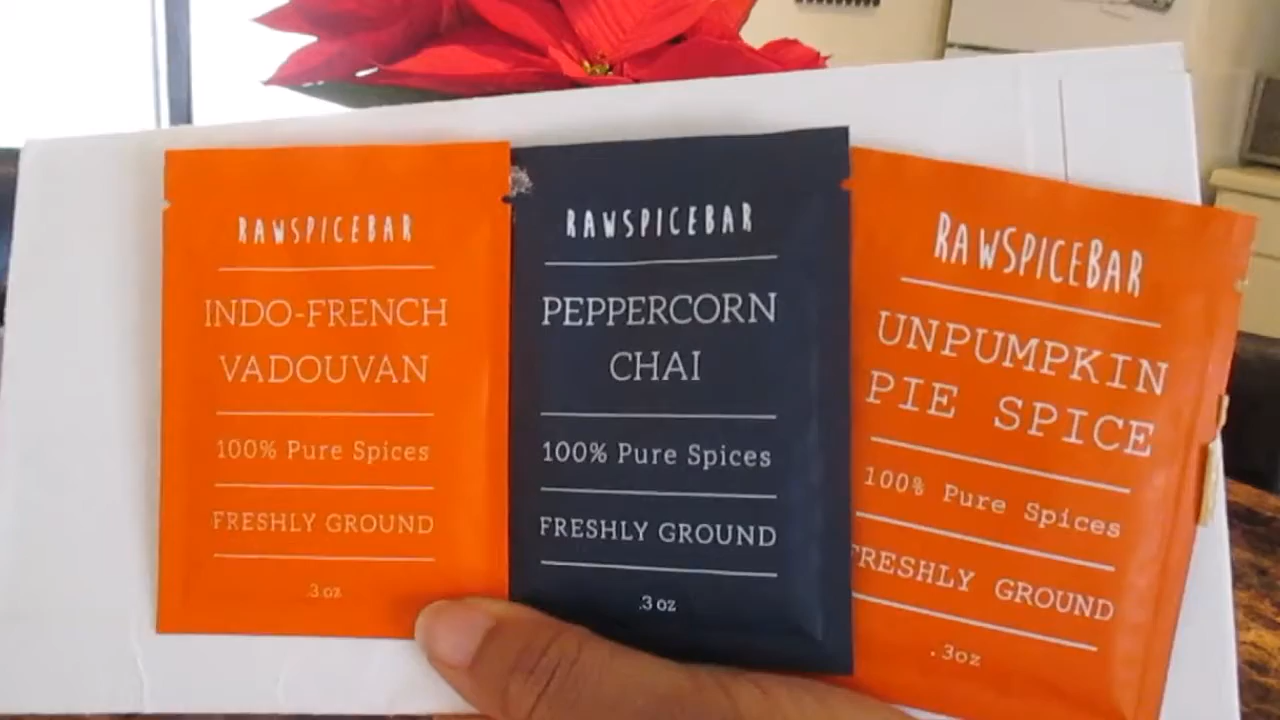 RAWSPICEBAR
INDO-FRENCH
VADOUVAN
100% Pure Spices
FRESHLY GROUND
.3 oz
RAWSPICEBAR
PEPPERCORN
CHAI
100% Pure Spices
FRESHLY GROUND
.3 oz
RAWSPICEBAR
UNPUMPKIN
PIE SPICE
100% Pure Spices
FRESHLY GROUND
.3oz